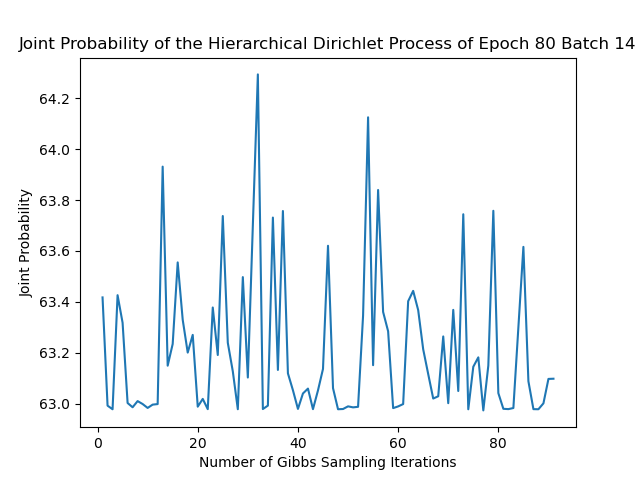 Joint Probability of the Hierarchical Dirichlet Process of Epoch 80 Batch 14
64.2
64.0
63.8
63.6
63.4
63.2
63.0
Joint Probability
0 20 40 60 80
Number of Gibbs Sampling Iterations